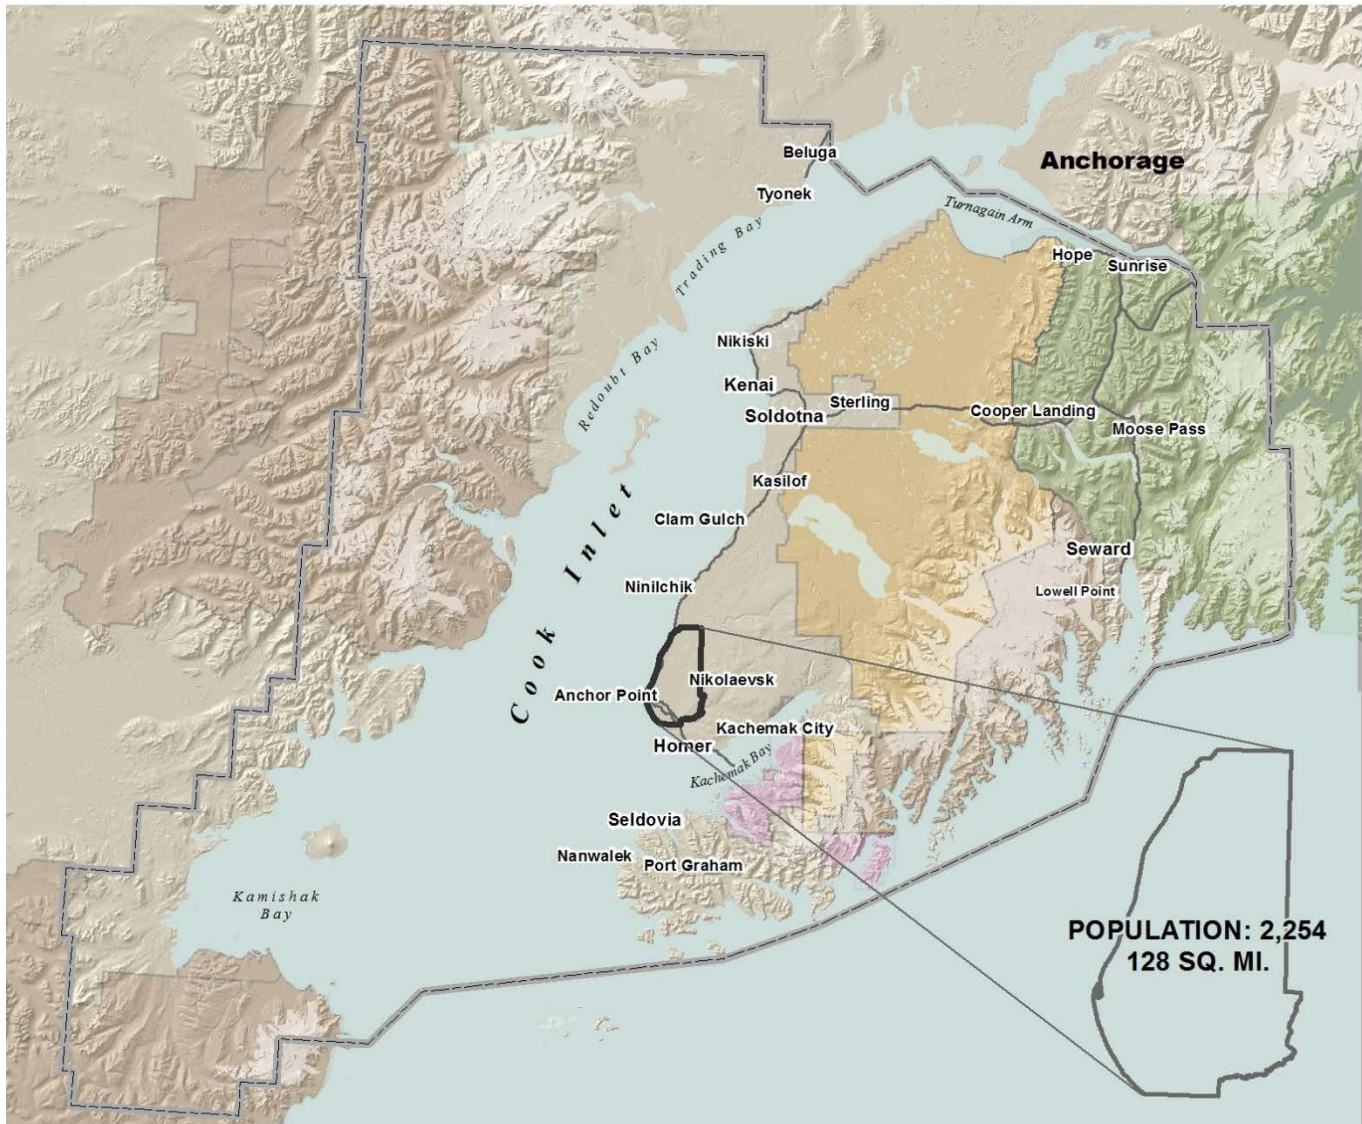 Beluga
Anchorage
Tyonek
Turnagain Arm
Trading Bay
Hope
Sunrise
Nikiski
Redoubt Bay
Kenai
Sterling
Soldotna
Cooper Landing
Moose Pass
Kasilof
Clam Gulch
Cook Inlet
Seward
Ninilchik
Lowell Point
Nikolaevsk
Anchor Point
Kachemak City
Homer
Kachemak Bay
Seldovia
Nanwalek
Port Graham
Kamishak
Bay
POPULATION: 2,254
128 SQ. MI.